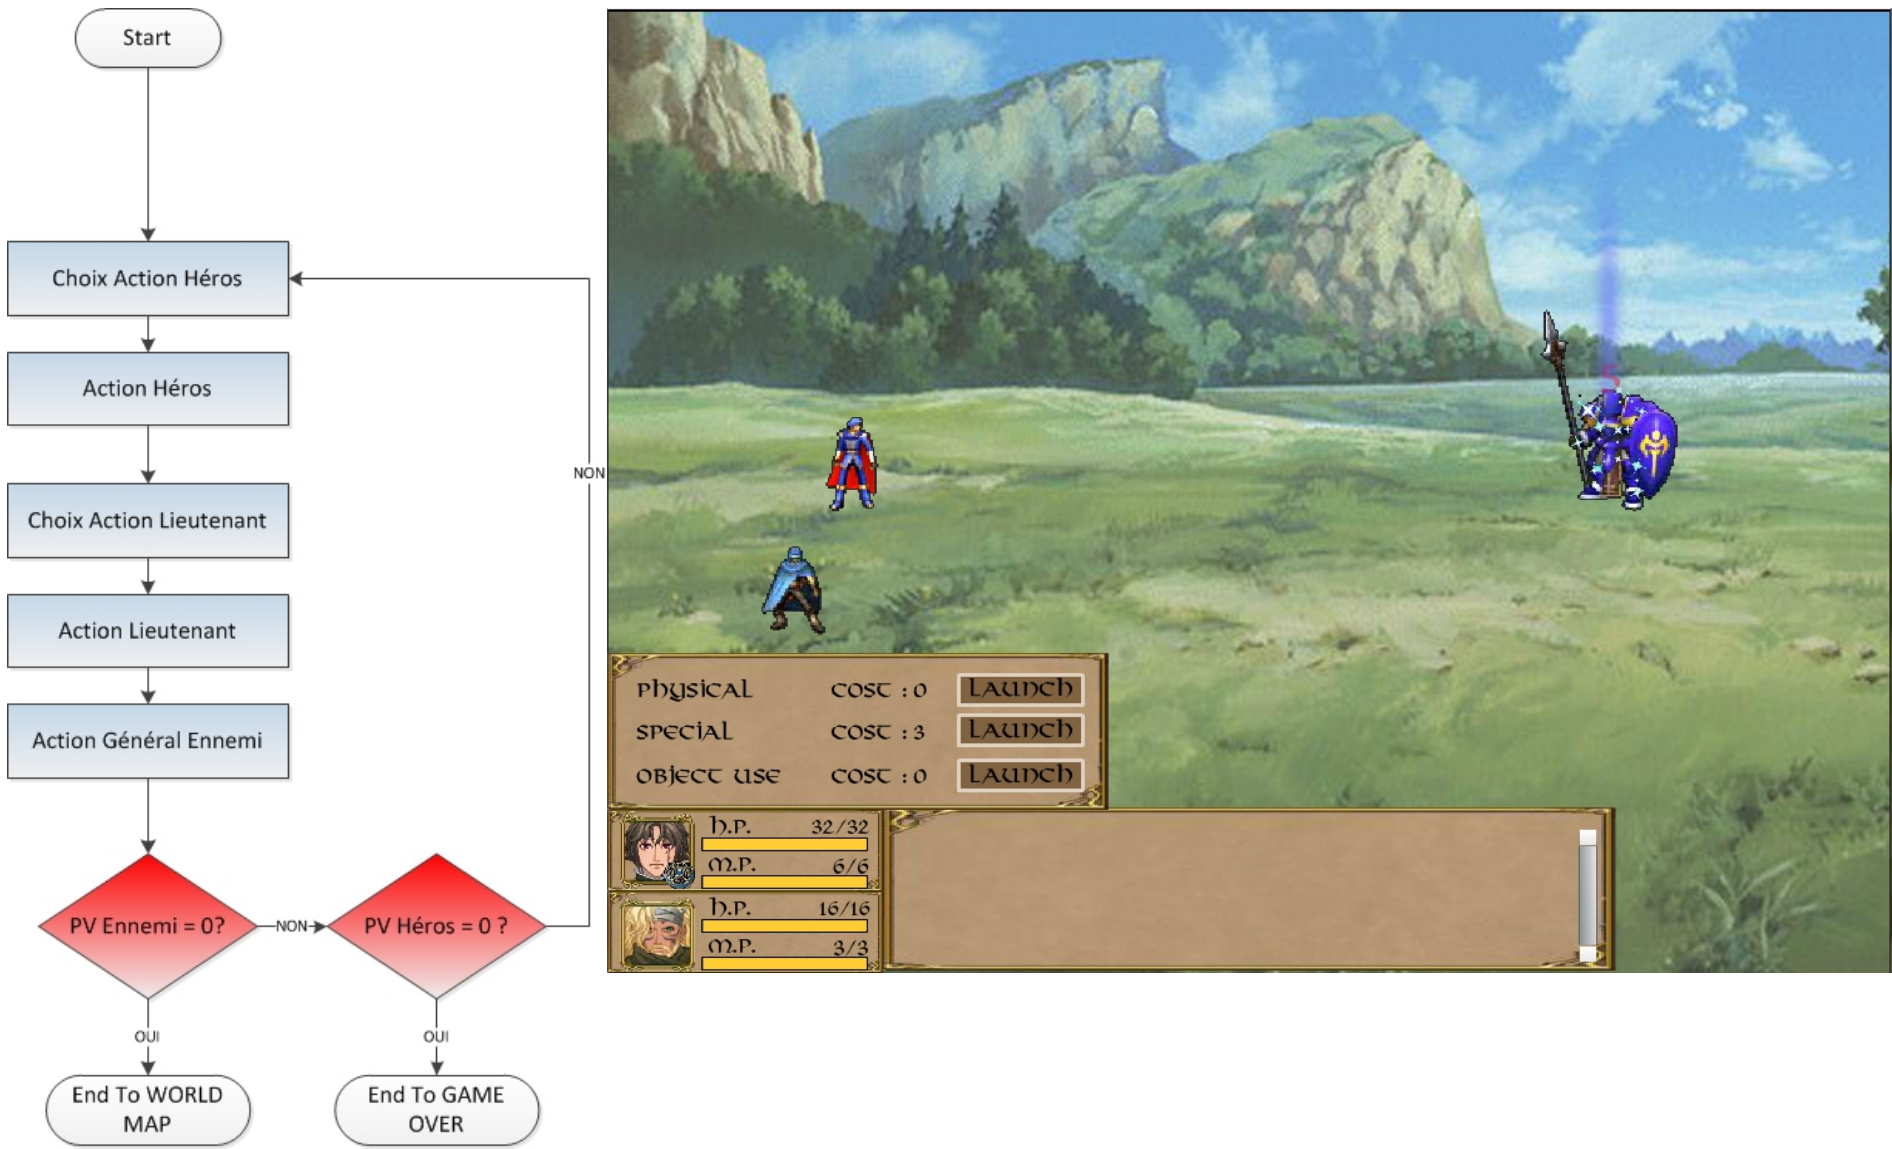 Start
Choix Action Héros
Action Héros
Choix Action Lieutenant
Action Lieutenant
Action Général Ennemi
PV Ennemi = 0?
NON
PV Héros = 0 ?
NON
OUI
OUI
End To WORLD
MAP
End To GAME
OVER
5
Physical Cost : 0 Launch
Special Cost : 3 Launch
Object Use Cost : 0 Launch
H.P. 32/32
M.P. 6/6
H.P. 16/16
M.P. 3/3